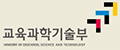 교육과학기술부
MINISTRY OF EDUCATION, SCIENCE AND TECHNOLOGY